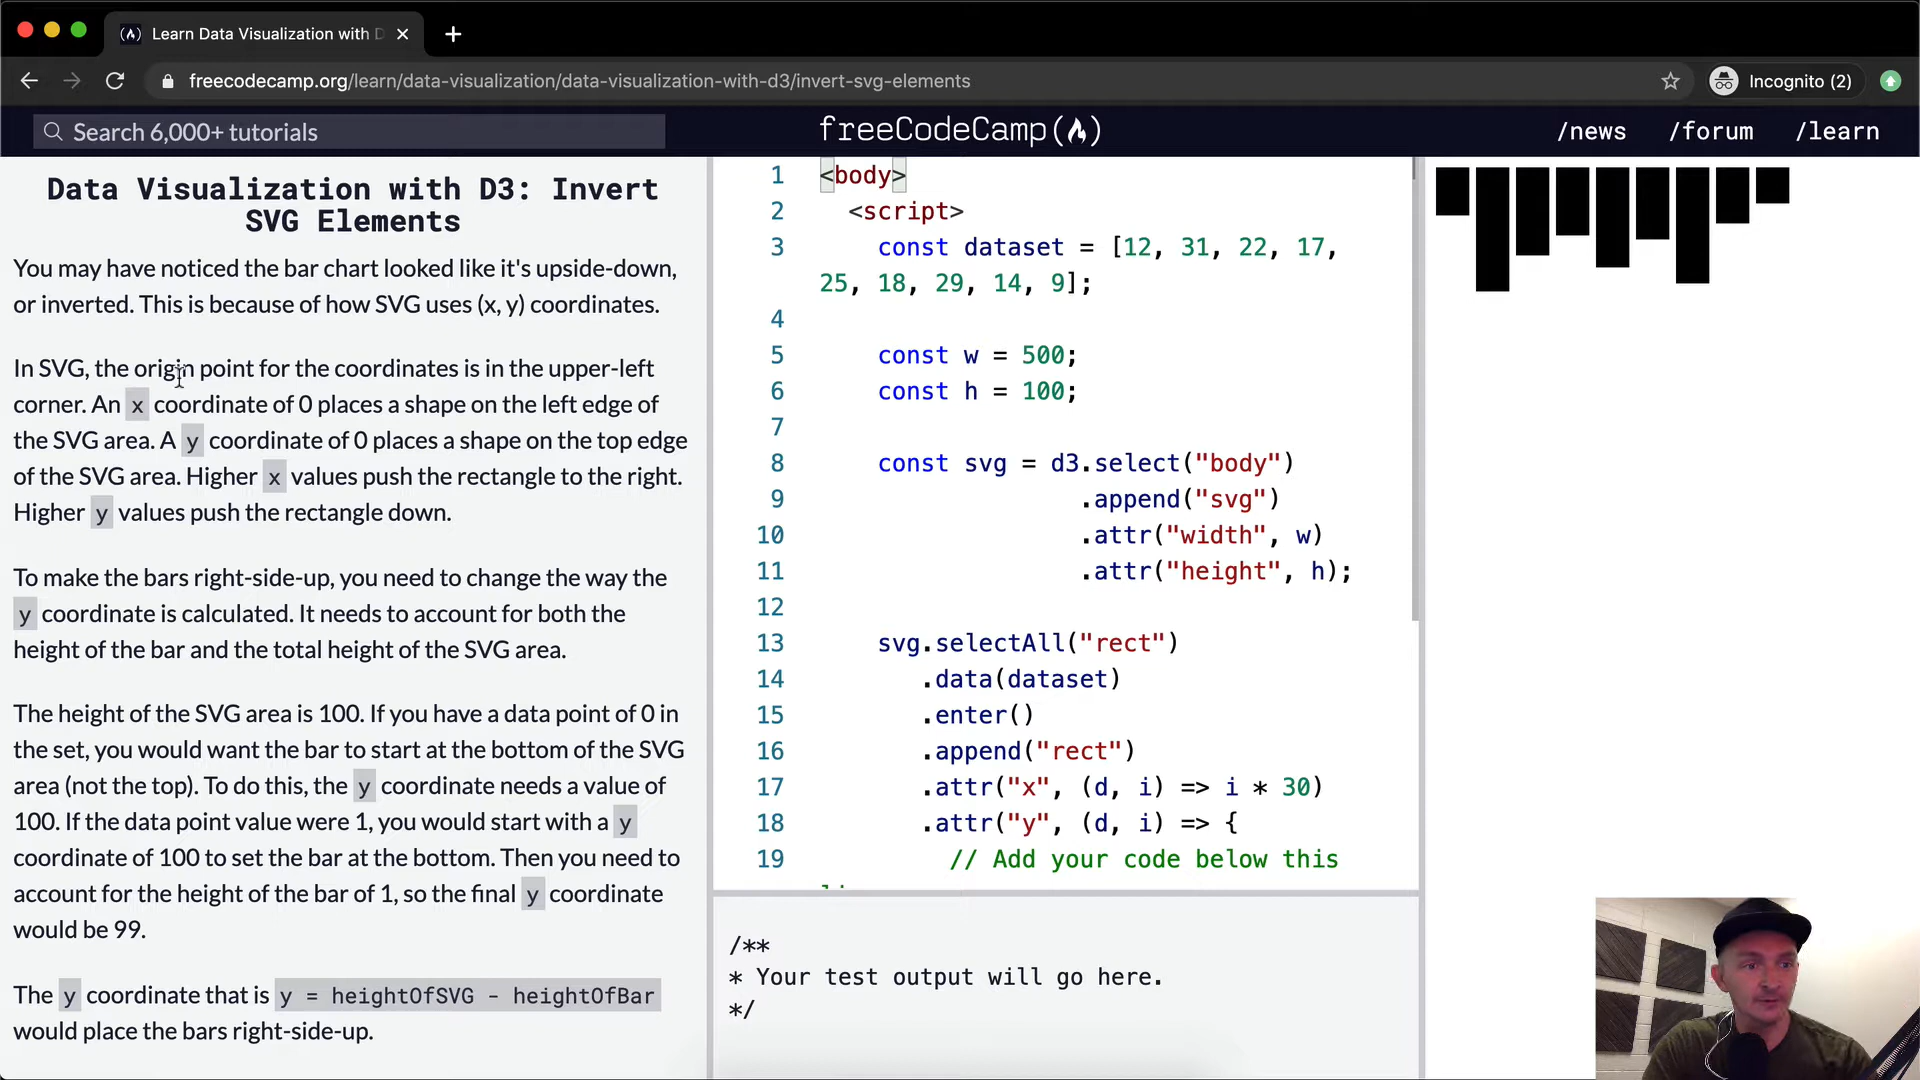 Learn Data Visualization with D
freecodecamp.org/learn/data-visualization/data-visualization-with-d3/invert-svg-elements
Incognito (2)
Search 6,000+ tutorials
freeCodeCamp
/news
/forum
/learn
Data Visualization with D3: Invert
SVG Elements
You may have noticed the bar chart looked like it's upside-down,
or inverted. This is because of how SVG uses (x, y) coordinates.
In SVG, the origin point for the coordinates is in the upper-left
corner. An x coordinate of 0 places a shape on the left edge of
the SVG area. A y coordinate of 0 places a shape on the top edge
of the SVG area. Higher x values push the rectangle to the right.
Higher y values push the rectangle down.
To make the bars right-side-up, you need to change the way the
y coordinate is calculated. It needs to account for both the
height of the bar and the total height of the SVG area.
The height of the SVG area is 100. If you have a data point of 0 in
the set, you would want the bar to start at the bottom of the SVG
area (not the top). To do this, the y coordinate needs a value of
100. If the data point value were 1, you would start with a y
coordinate of 100 to set the bar at the bottom. Then you need to
account for the height of the bar of 1, so the final y coordinate
would be 99.
The y coordinate that is y = heightOfSVG - heightOfBar
would place the bars right-side-up.
1 <body>
2 <script>
3 const dataset = [12, 31, 22, 17,
25, 18, 29, 14, 9];
4
5 const w = 500;
6 const h = 100;
7
8 const svg = d3.select("body")
9 .append("svg")
10 .attr("width", w)
11 .attr("height", h);
12
13 svg.selectAll("rect")
14 .data(dataset)
15 .enter()
16 .append("rect")
17 .attr("x", (d, i) => i * 30)
18 .attr("y", (d, i) => {
19 // Add your code below this
/**
* Your test output will go here.
*/